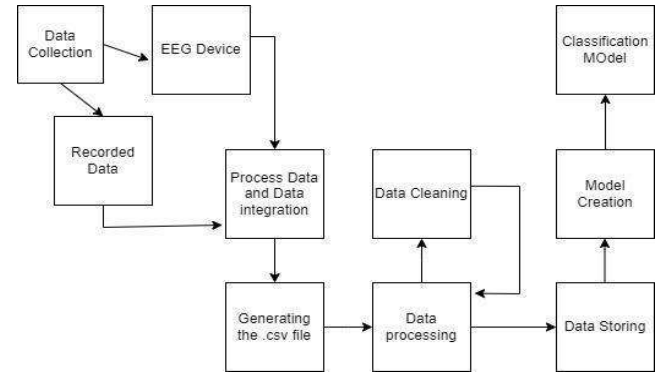 Data
Collection
EEG Device
Classification
MOdel
Recorded
Data
Process Data
and Data
integration
Data Cleaning
Model
Creation
Generating
the .csv file
Data
processing
Data Storing